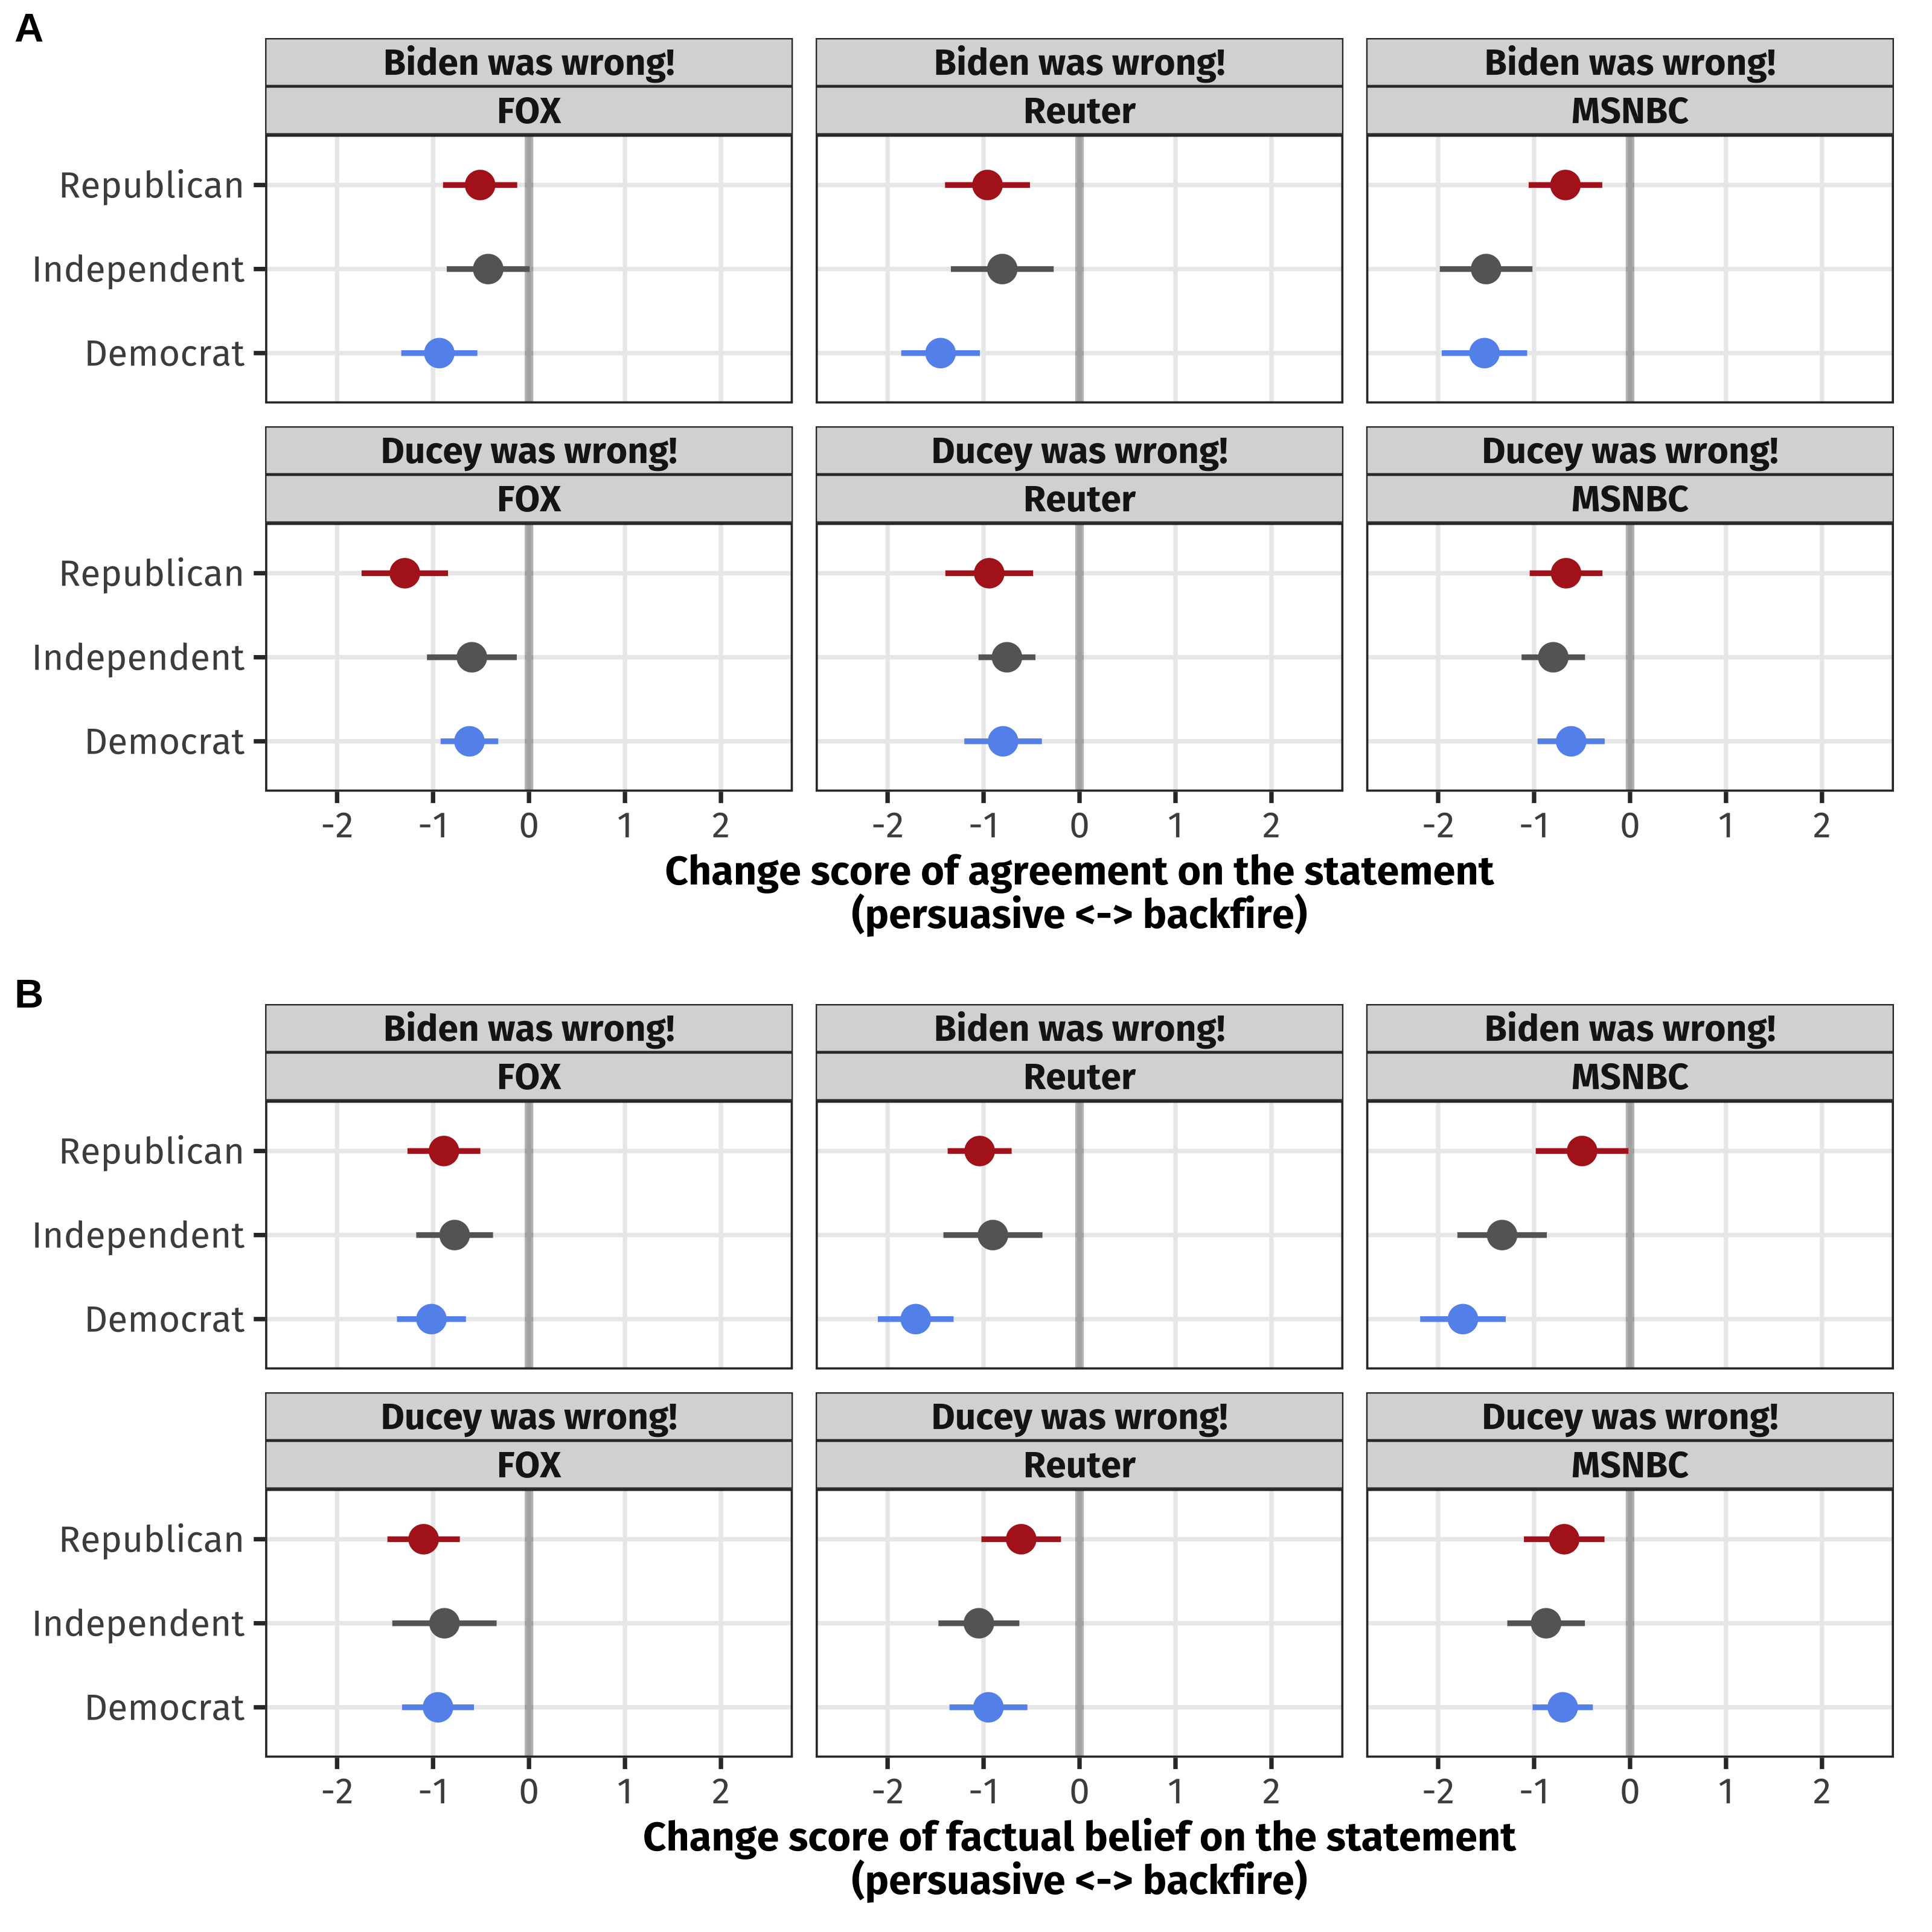 A
Biden was wrong! Biden was wrong! Biden was wrong!
FOX Reuter MSNBC
Republican
Independent
Democrat
Ducey was wrong! Ducey was wrong! Ducey was wrong!
FOX Reuter MSNBC
Republican
Independent
Democrat
-2 -1 0 1 2 -2 -1 0 1 2 -2 -1 0 1 2
Change score of agreement on the statement
(persuasive <-> backfire)
B
Biden was wrong! Biden was wrong! Biden was wrong!
FOX Reuter MSNBC
Republican
Independent
Democrat
Ducey was wrong! Ducey was wrong! Ducey was wrong!
FOX Reuter MSNBC
Republican
Independent
Democrat
-2 -1 0 1 2 -2 -1 0 1 2 -2 -1 0 1 2
Change score of factual belief on the statement
(persuasive <-> backfire)